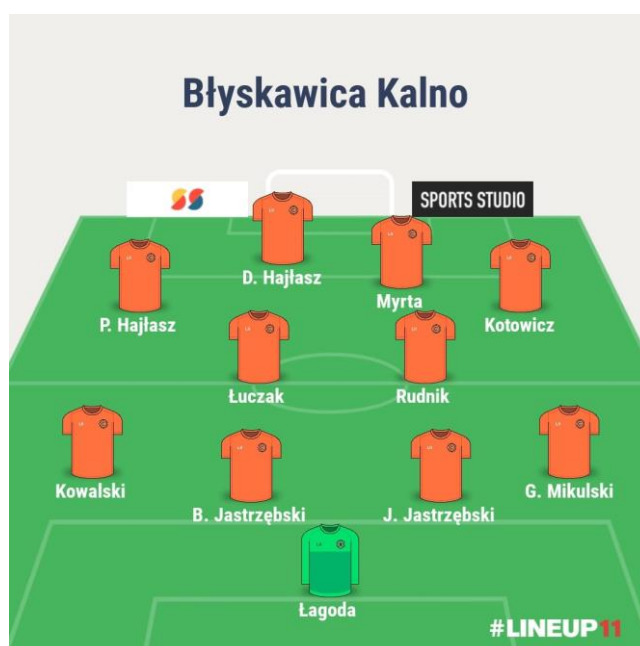 Błyskawica Kalno
SPORTS STUDIO
D. Hajłasz
Myrta
P. Hajłasz
Kotowicz
Łuczak
Rudnik
Kowalski
G. Mikulski
B. Jastrzębski
J. Jastrzębski
Łagoda
#LINEUP11